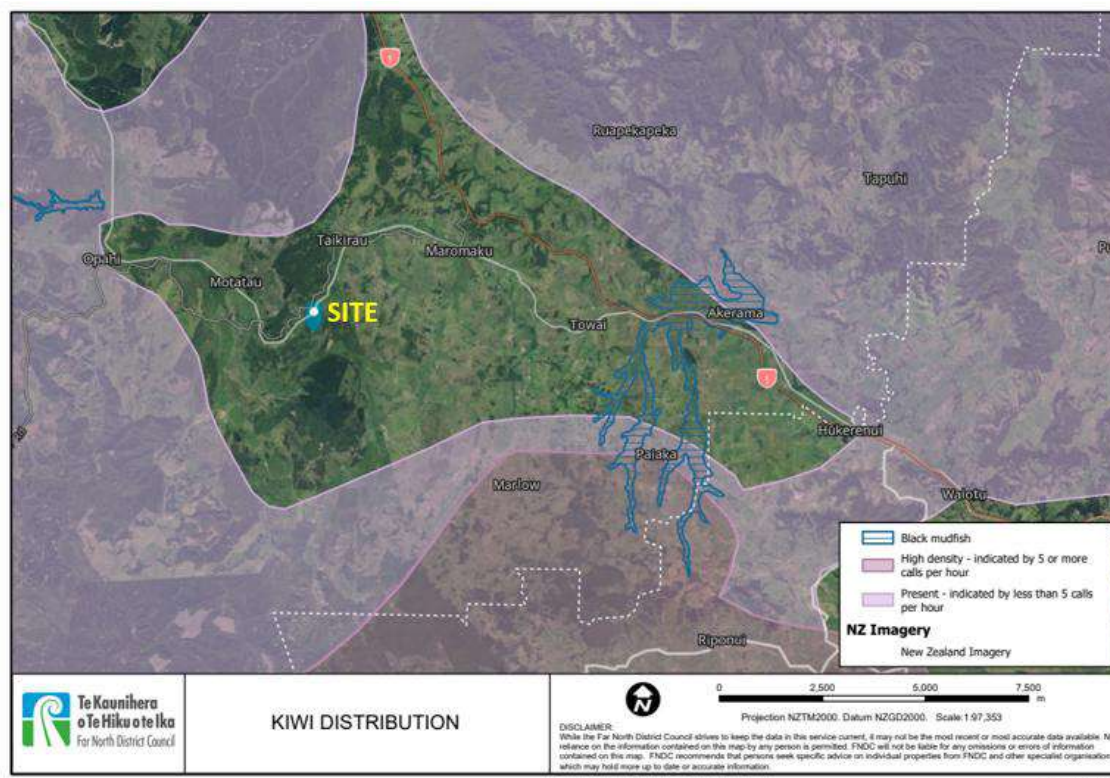 1
Ruapekapeka
Tapuhi
Taikirau
Maromaku
Opahi
Motatau
SITE
Akerama
Towai
1
Hūkerenui
Paiaka
Marlow
Waiotu
Riponui
Black mudfish
High density - indicated by 5 or more
calls per hour
Present - indicated by less than 5 calls
per hour
NZ Imagery
New Zealand Imagery
Te Kaunihera
o Te Hiku o te Ika
Far North District Council
KIWI DISTRIBUTION
N
0 2,500 5,000 7,500
m
Projection NZTM2000. Datum NZGD2000. Scale:1:97,353
DISCLAIMER:
While the Far North District Council strives to keep the data in this service current, it may not be the most recent or most accurate data available. N
reliance on the information contained on this map by any person is permitted. FNDC will not be liable for any omissions or errors of information
contained on this map. FNDC recommends that persons seek specific advice on individual properties from FNDC and other specialist organisation
which may hold more up to date or accurate information.